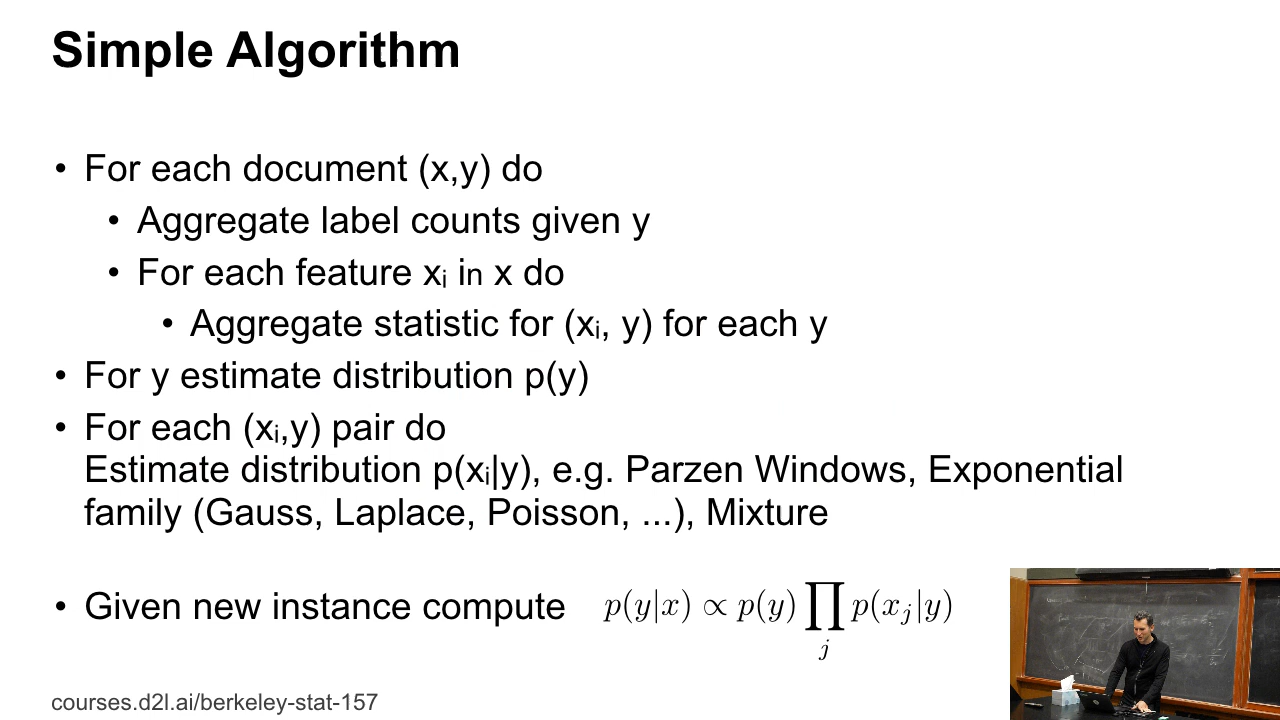 Simple Algorithm
• For each document (x,y) do
• Aggregate label counts given y
• For each feature xᵢ in x do
• Aggregate statistic for (xᵢ, y) for each y
• For y estimate distribution p(y)
• For each (xᵢ,y) pair do
Estimate distribution p(xᵢ|y), e.g. Parzen Windows, Exponential
family (Gauss, Laplace, Poisson, ...), Mixture
• Given new instance compute p(y|x) ∝ p(y) ∏ⱼ p(xⱼ|y)
courses.d2l.ai/berkeley-stat-157